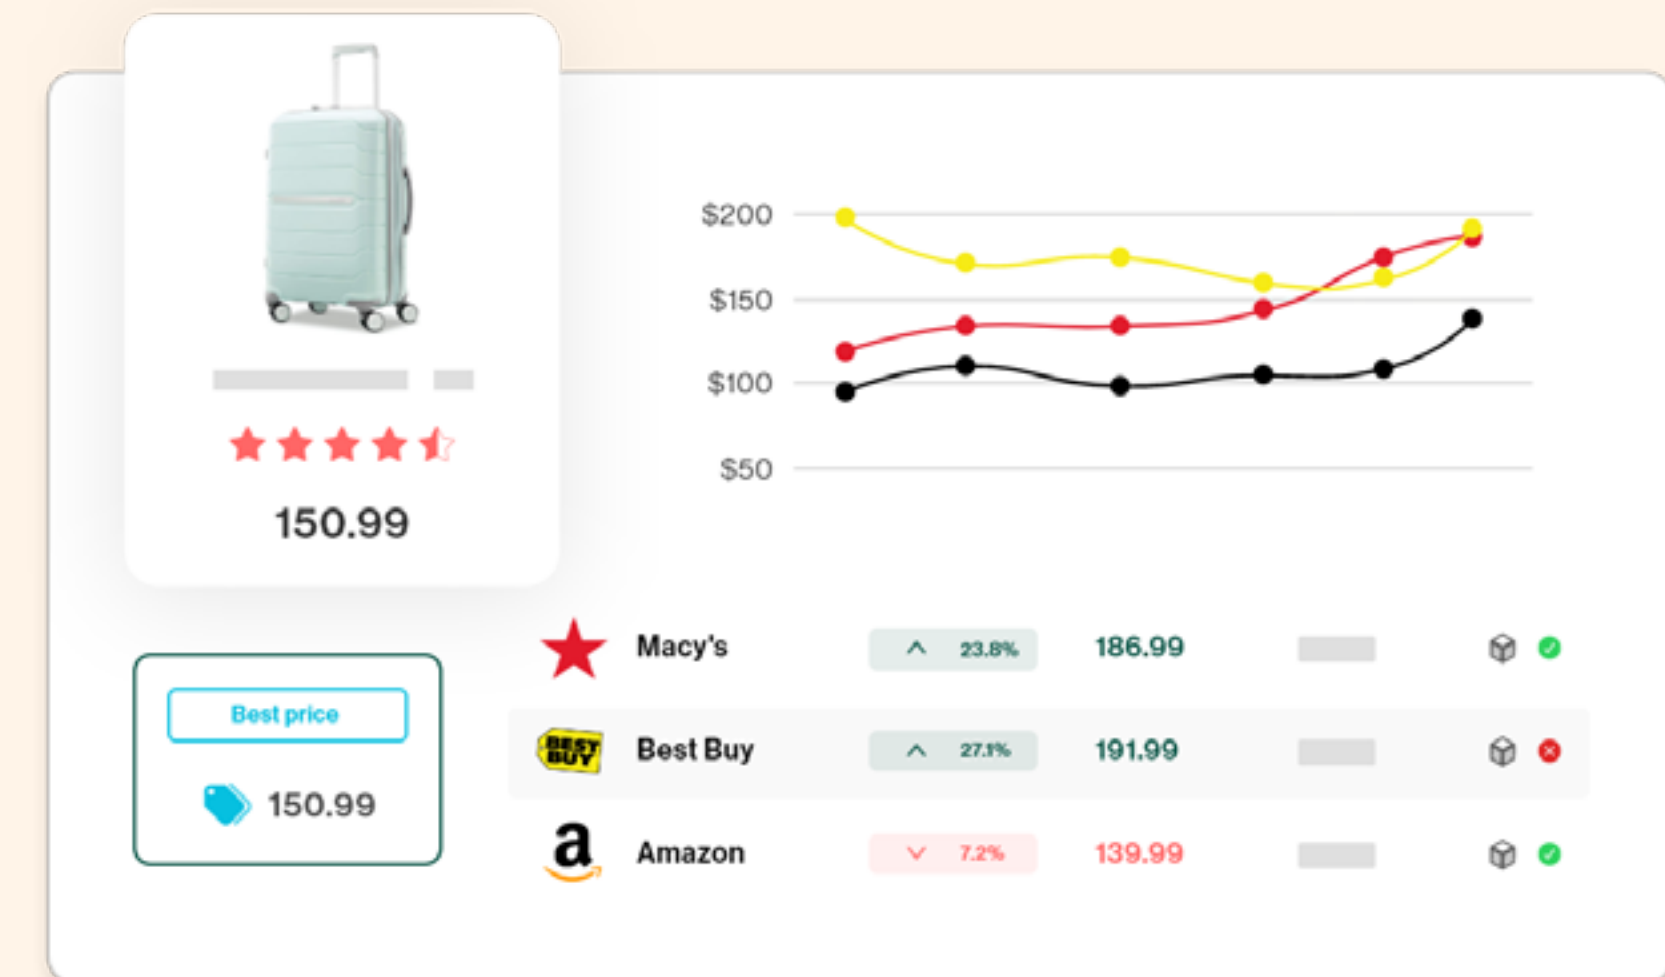 150.99
Best price
150.99
$200
$150
$100
$50
Macy's 23.8% 186.99
BEST
BUY
Best Buy 27.1% 191.99
a
Amazon 7.2% 139.99